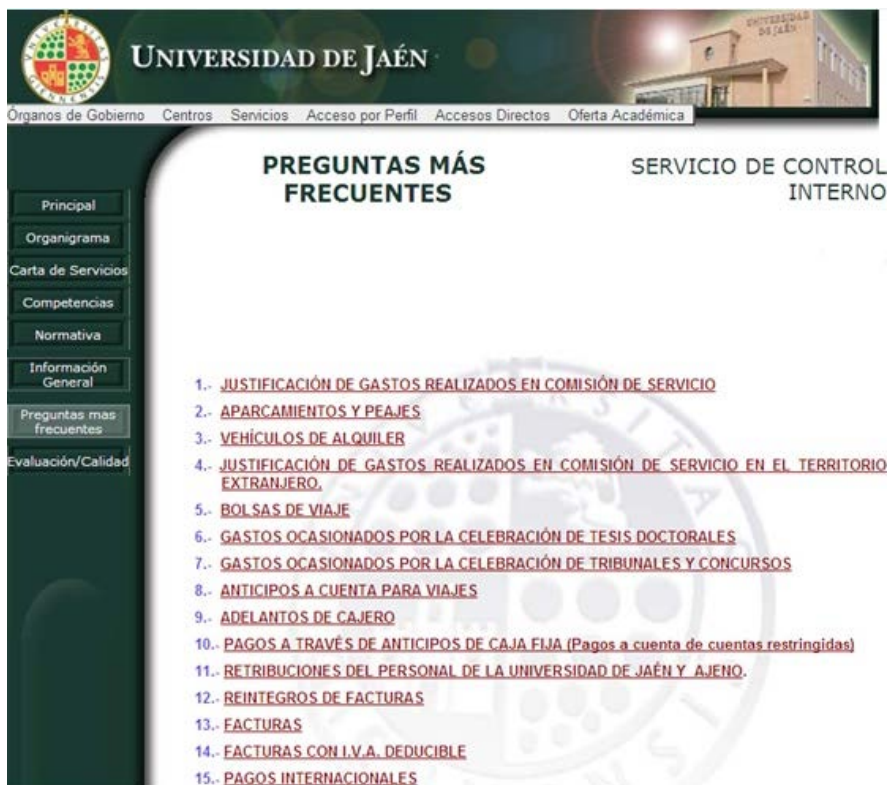 UNIVERSIDAD DE JAÉN
UNIVERSIDAD
DE JAÉN
Órganos de Gobierno Centros Servicios Acceso por Perfil Accesos Directos Oferta Académica
PREGUNTAS MÁS
FRECUENTES
SERVICIO DE CONTROL
INTERNO
Principal
Organigrama
Carta de Servicios
Competencias
Normativa
Información
General
Preguntas mas
frecuentes
Evaluación/Calidad
1.- JUSTIFICACIÓN DE GASTOS REALIZADOS EN COMISIÓN DE SERVICIO
2.- APARCAMIENTOS Y PEAJES
3.- VEHÍCULOS DE ALQUILER
4.- JUSTIFICACIÓN DE GASTOS REALIZADOS EN COMISIÓN DE SERVICIO EN EL TERRITORIO
EXTRANJERO.
5.- BOLSAS DE VIAJE
6.- GASTOS OCASIONADOS POR LA CELEBRACIÓN DE TESIS DOCTORALES
7.- GASTOS OCASIONADOS POR LA CELEBRACIÓN DE TRIBUNALES Y CONCURSOS
8.- ANTICIPOS A CUENTA PARA VIAJES
9.- ADELANTOS DE CAJERO
10.- PAGOS A TRAVÉS DE ANTICIPOS DE CAJA FIJA (Pagos a cuenta de cuentas restringidas)
11.- RETRIBUCIONES DEL PERSONAL DE LA UNIVERSIDAD DE JAÉN Y AJENO.
12.- REINTEGROS DE FACTURAS
13.- FACTURAS
14.- FACTURAS CON I.V.A. DEDUCIBLE
15.- PAGOS INTERNACIONALES